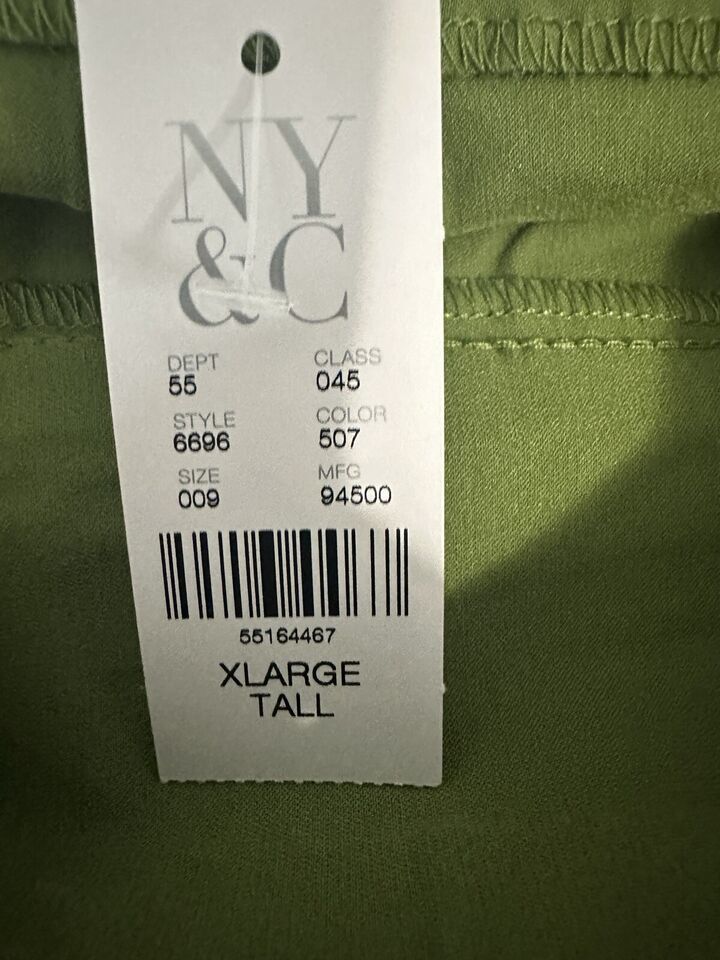 NY
&C
DEPT CLASS
55 045
STYLE COLOR
6696 507
SIZE MFG
009 94500
55164467
XLARGE
TALL